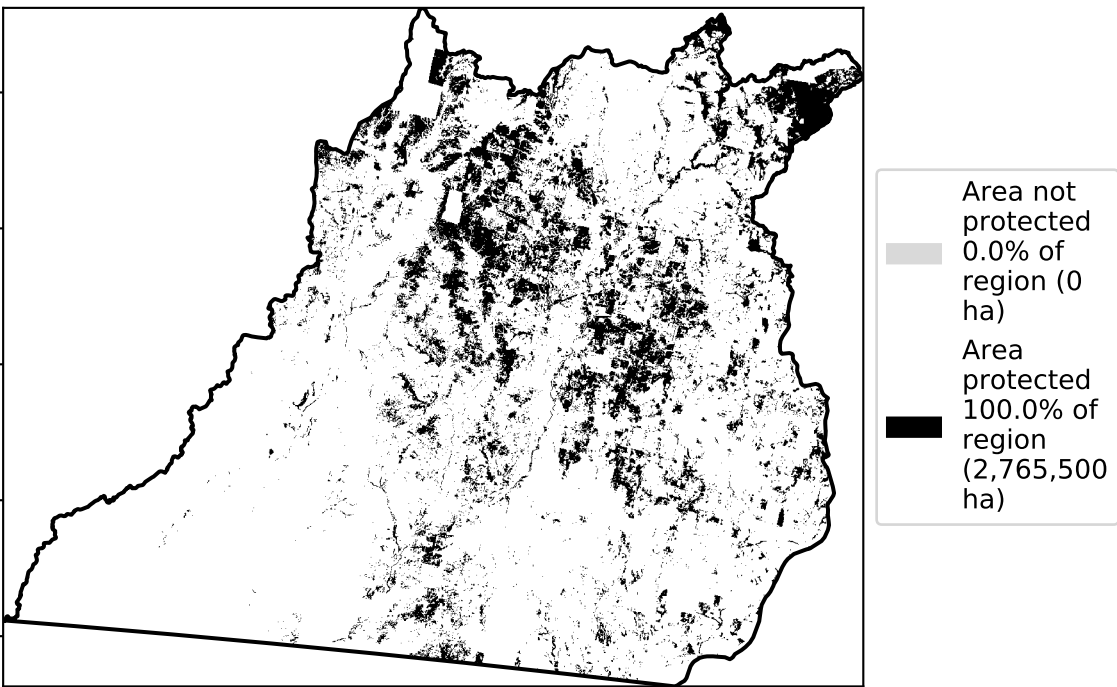 Area not
protected
0.0% of
region (0
ha)
Area
protected
100.0% of
region
(2,765,500
ha)